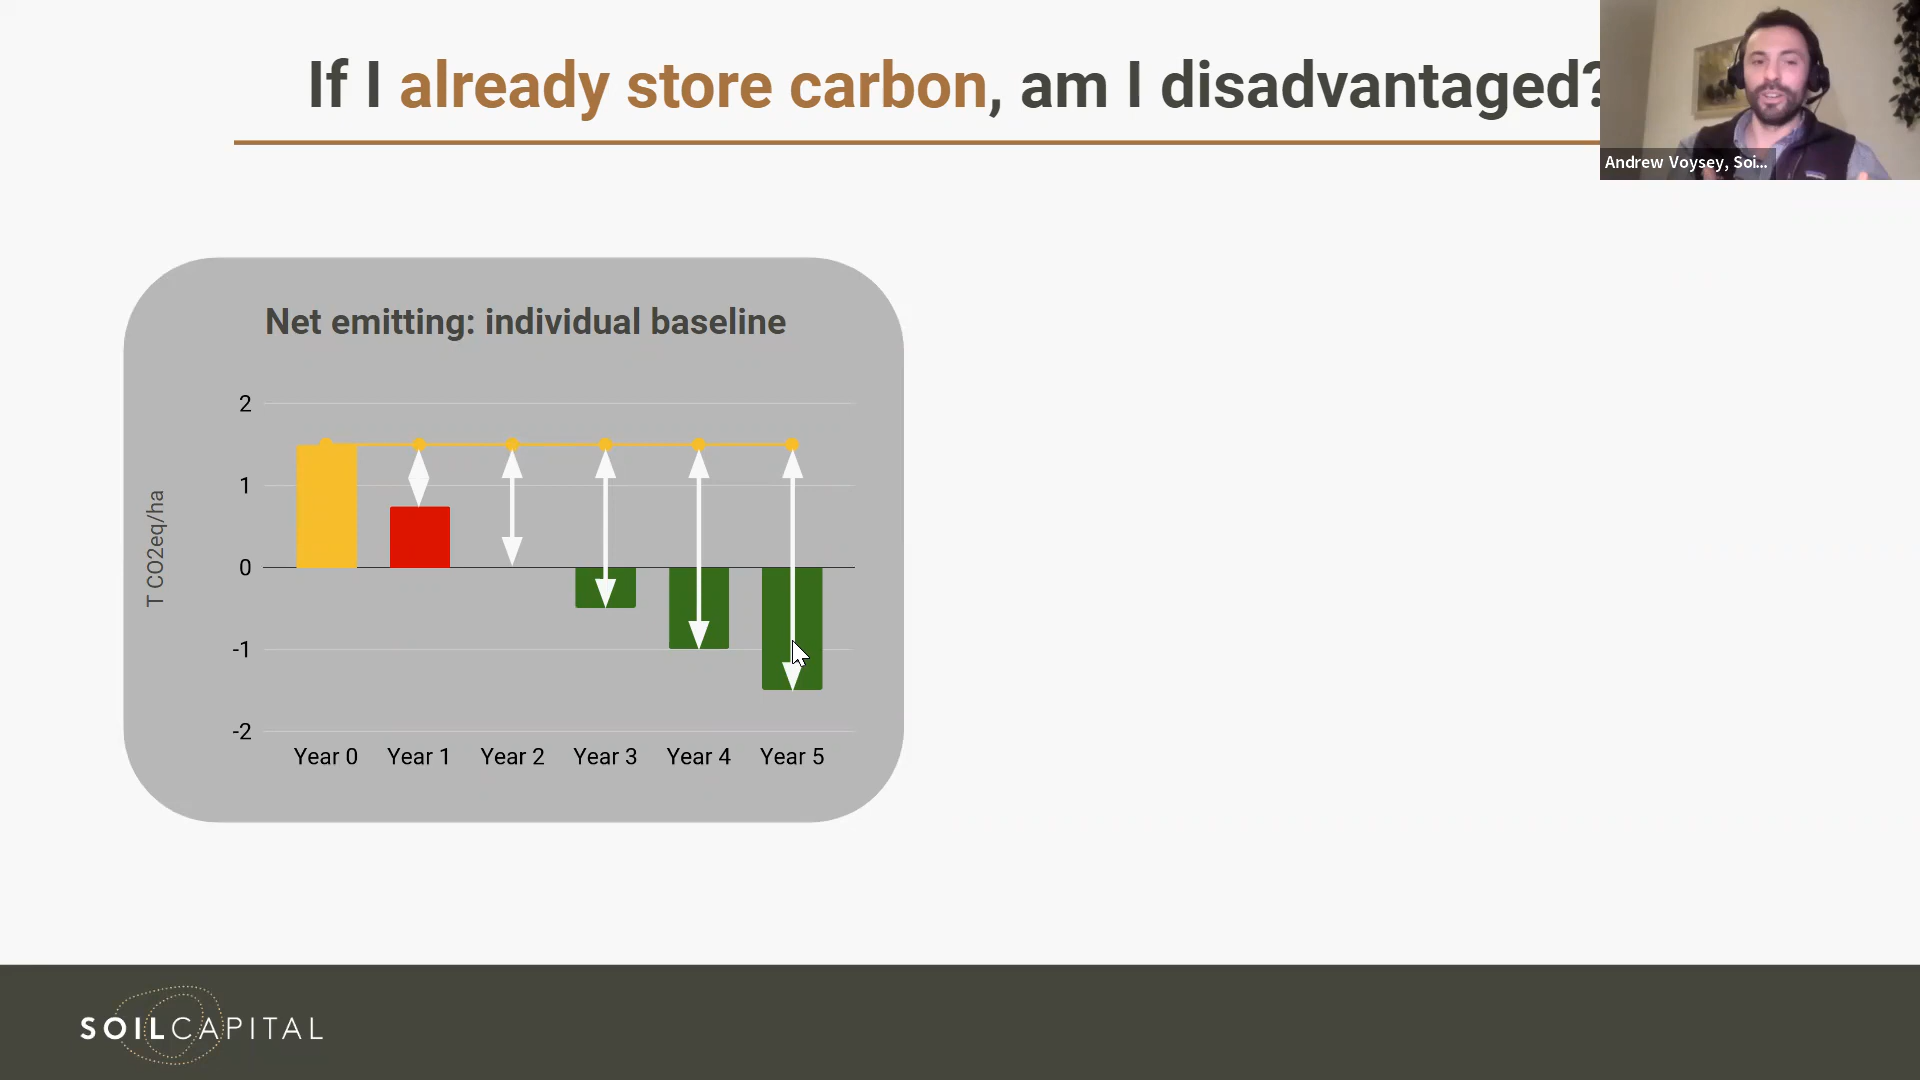 If I already store carbon, am I disadvantaged?
Andrew Voysey, Soi...
Net emitting: individual baseline
T CO2eq/ha
2
1
0
-1
-2
Year 0 Year 1 Year 2 Year 3 Year 4 Year 5
SOILCAPITAL